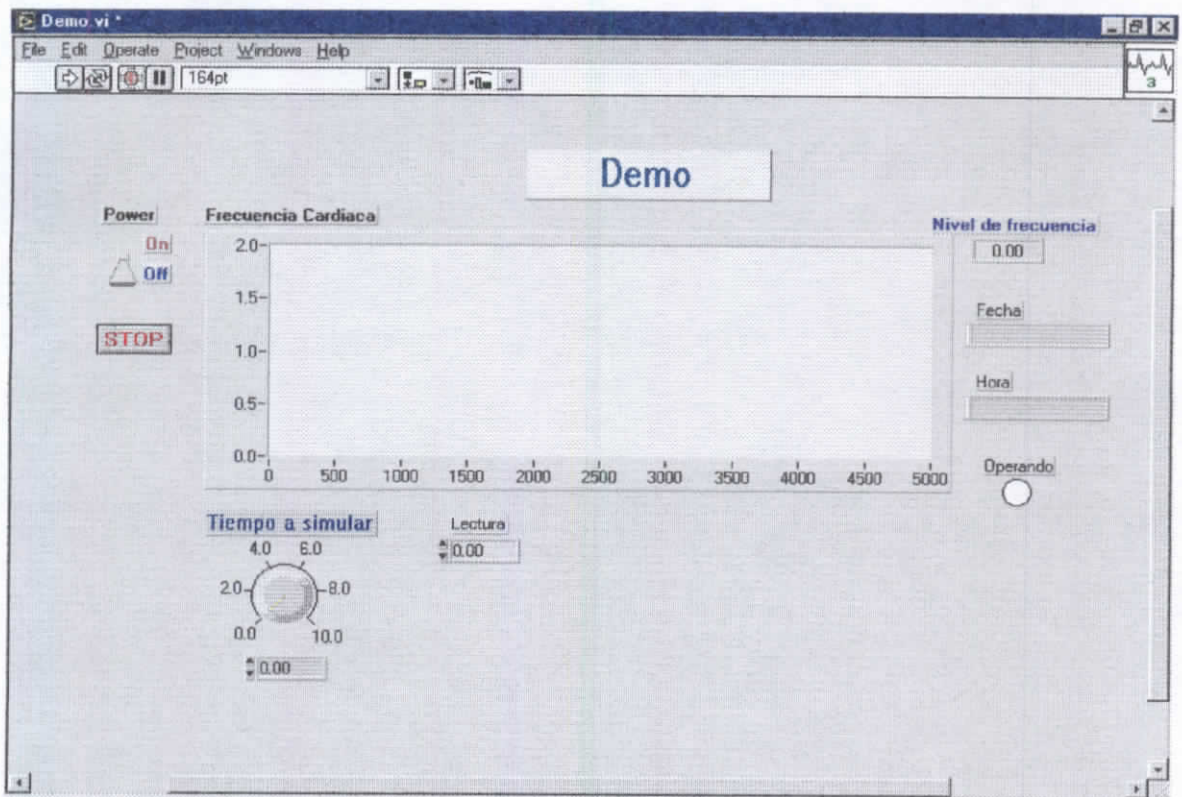 Demo.vi *
File Edit Operate Project Windows Help
164pt
3
Demo
Power
On
Off
STOP
Frecuencia Cardiaca
2.0
1.5
1.0
0.5
0.0
0 500 1000 1500 2000 2500 3000 3500 4000 4500 5000
Nivel de frecuencia
0.00
Fecha
Hora
Operando
Tiempo a simular
4.0 6.0
2.0 8.0
0.0 10.0
0.00
Lectura
0.00